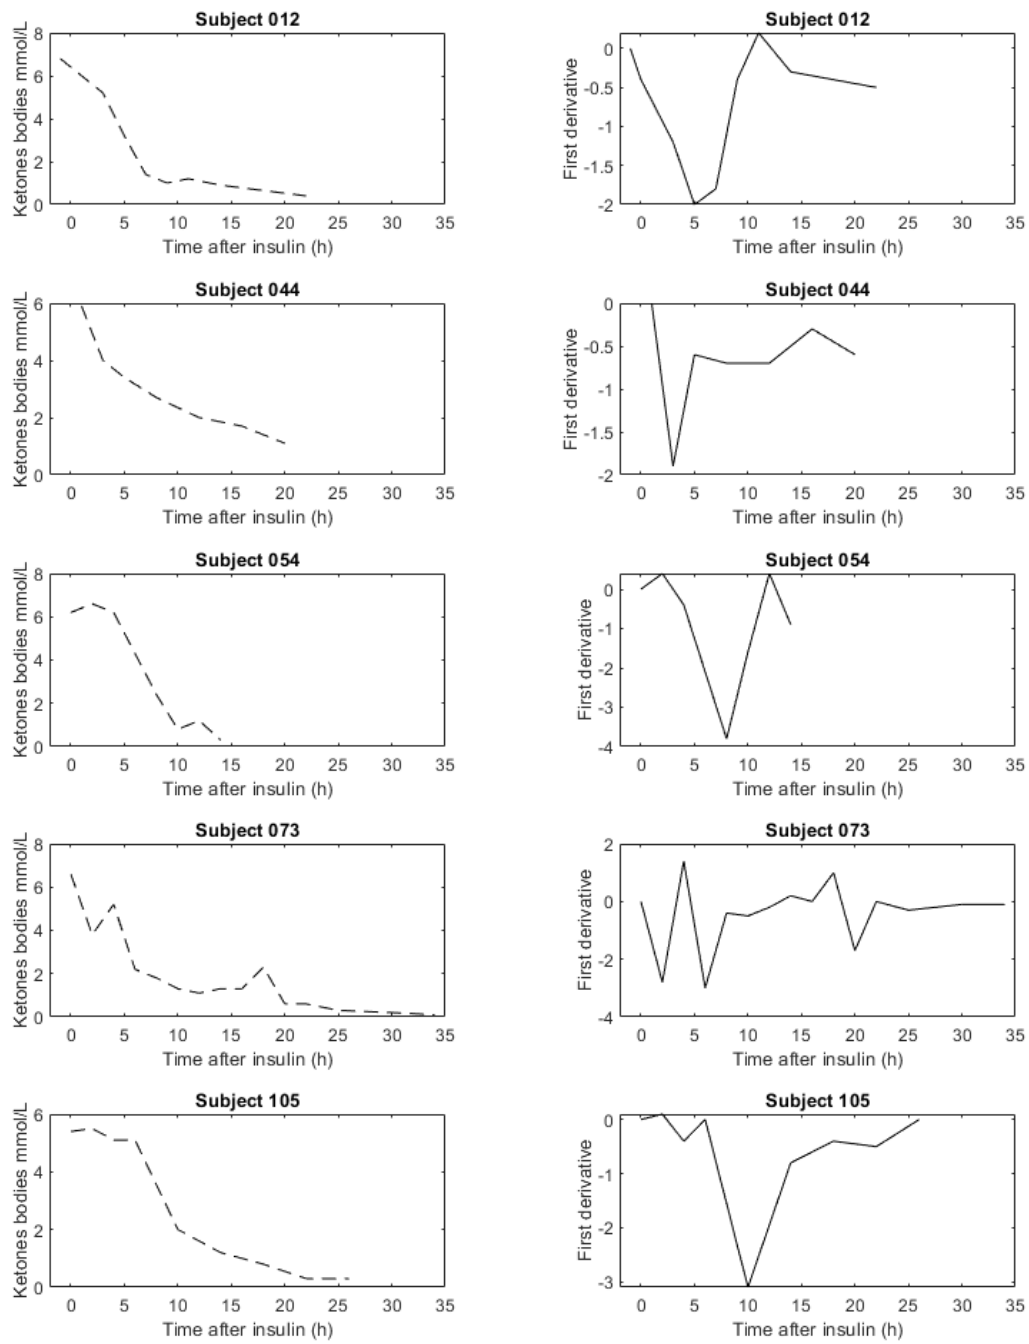 Subject 012
Ketones bodies mmol/L
8
6
4
2
0
0 5 10 15 20 25 30 35
Time after insulin (h)
Subject 012
First derivative
0
-0.5
-1
-1.5
-2
0 5 10 15 20 25 30 35
Time after insulin (h)
Subject 044
Ketones bodies mmol/L
6
4
2
0
0 5 10 15 20 25 30 35
Time after insulin (h)
Subject 044
First derivative
0
-0.5
-1
-1.5
-2
0 5 10 15 20 25 30 35
Time after insulin (h)
Subject 054
Ketones bodies mmol/L
8
6
4
2
0
0 5 10 15 20 25 30 35
Time after insulin (h)
Subject 054
First derivative
0
-1
-2
-3
-4
0 5 10 15 20 25 30 35
Time after insulin (h)
Subject 073
Ketones bodies mmol/L
8
6
4
2
0
0 5 10 15 20 25 30 35
Time after insulin (h)
Subject 073
First derivative
2
0
-2
-4
0 5 10 15 20 25 30 35
Time after insulin (h)
Subject 105
Ketones bodies mmol/L
6
4
2
0
0 5 10 15 20 25 30 35
Time after insulin (h)
Subject 105
First derivative
0
-1
-2
-3
0 5 10 15 20 25 30 35
Time after insulin (h)